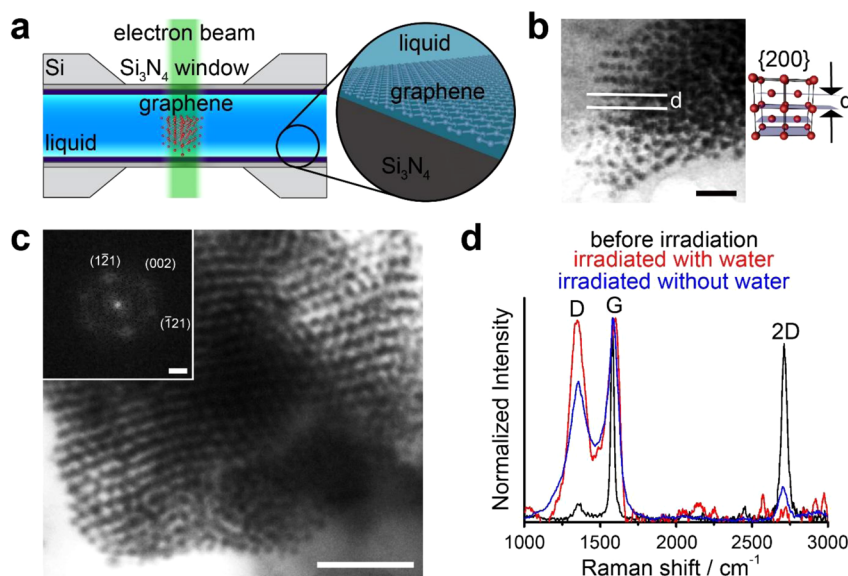 a
electron beam
Si
Si₃N₄ window
graphene
liquid
liquid
graphene
Si₃N₄
b
d
{200}
d
c
(12̄1)
(002)
(1̄21)
d
before irradiation
irradiated with water
irradiated without water
D
G
2D
Normalized Intensity
1000
1500
2000
2500
3000
Raman shift / cm⁻¹